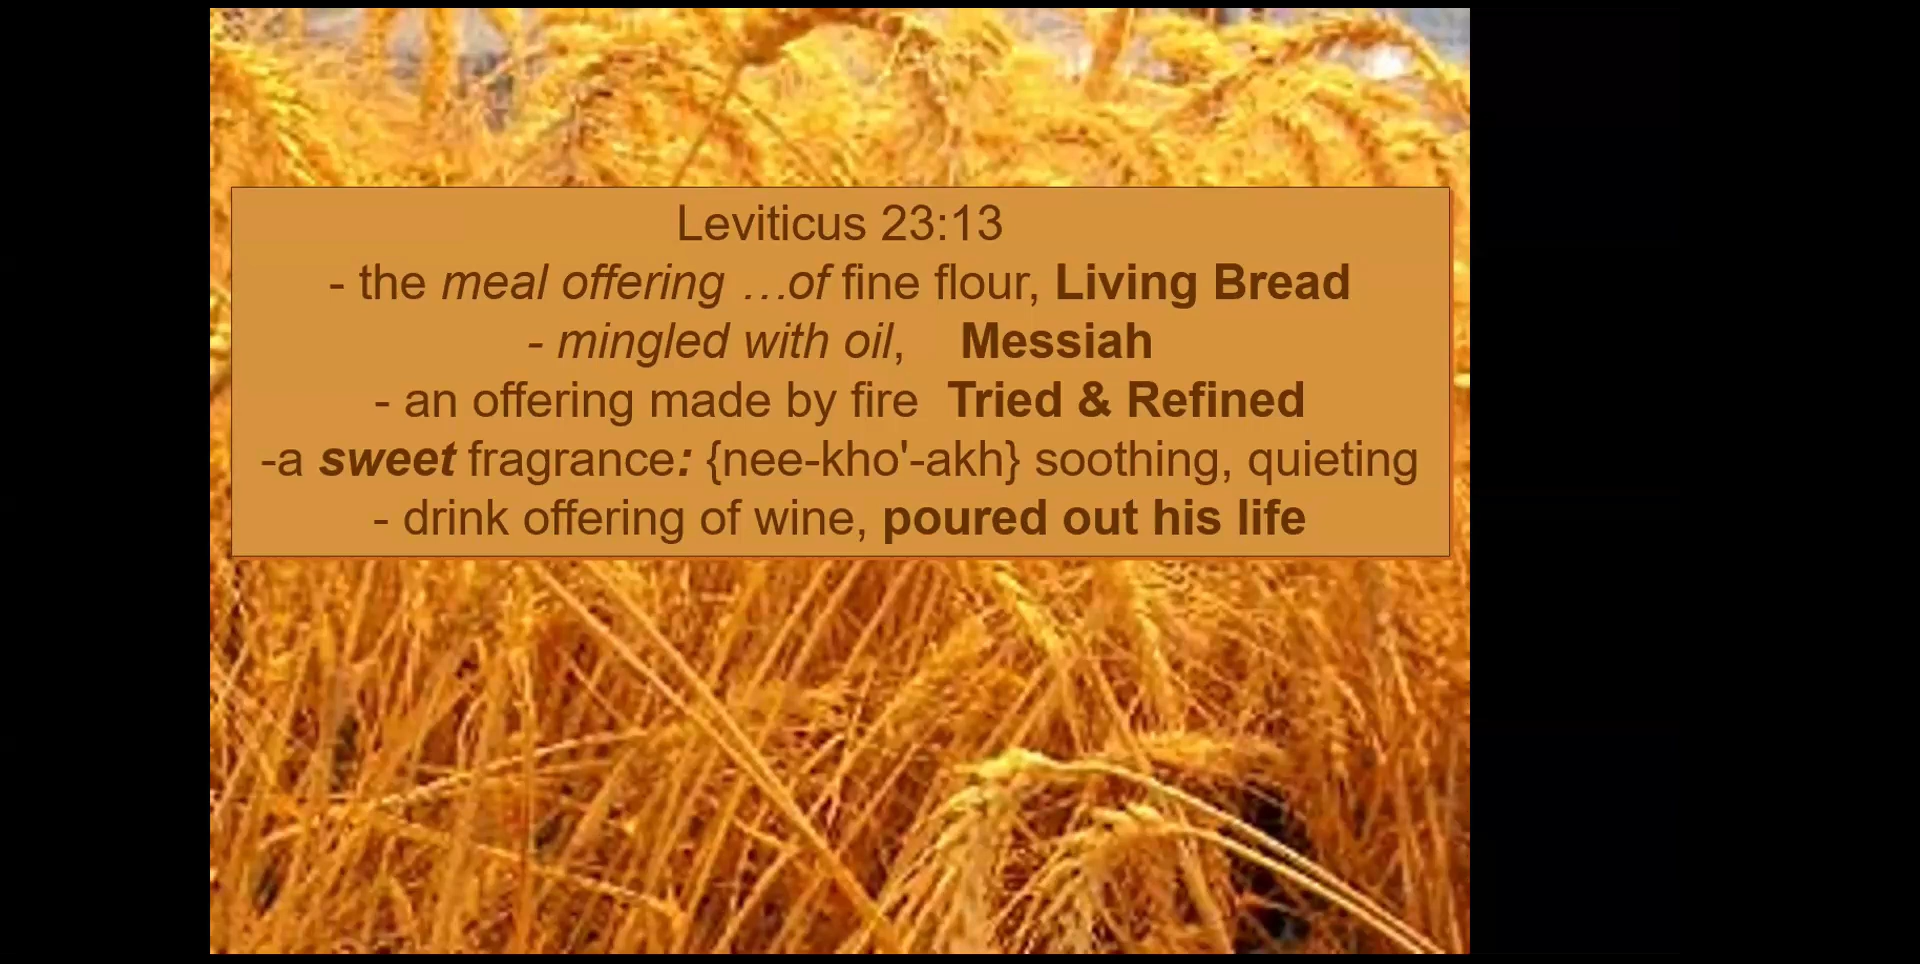 Leviticus 23:13
- the meal offering …of fine flour, Living Bread
- mingled with oil, Messiah
- an offering made by fire Tried & Refined
-a sweet fragrance: {nee-kho'-akh} soothing, quieting
- drink offering of wine, poured out his life